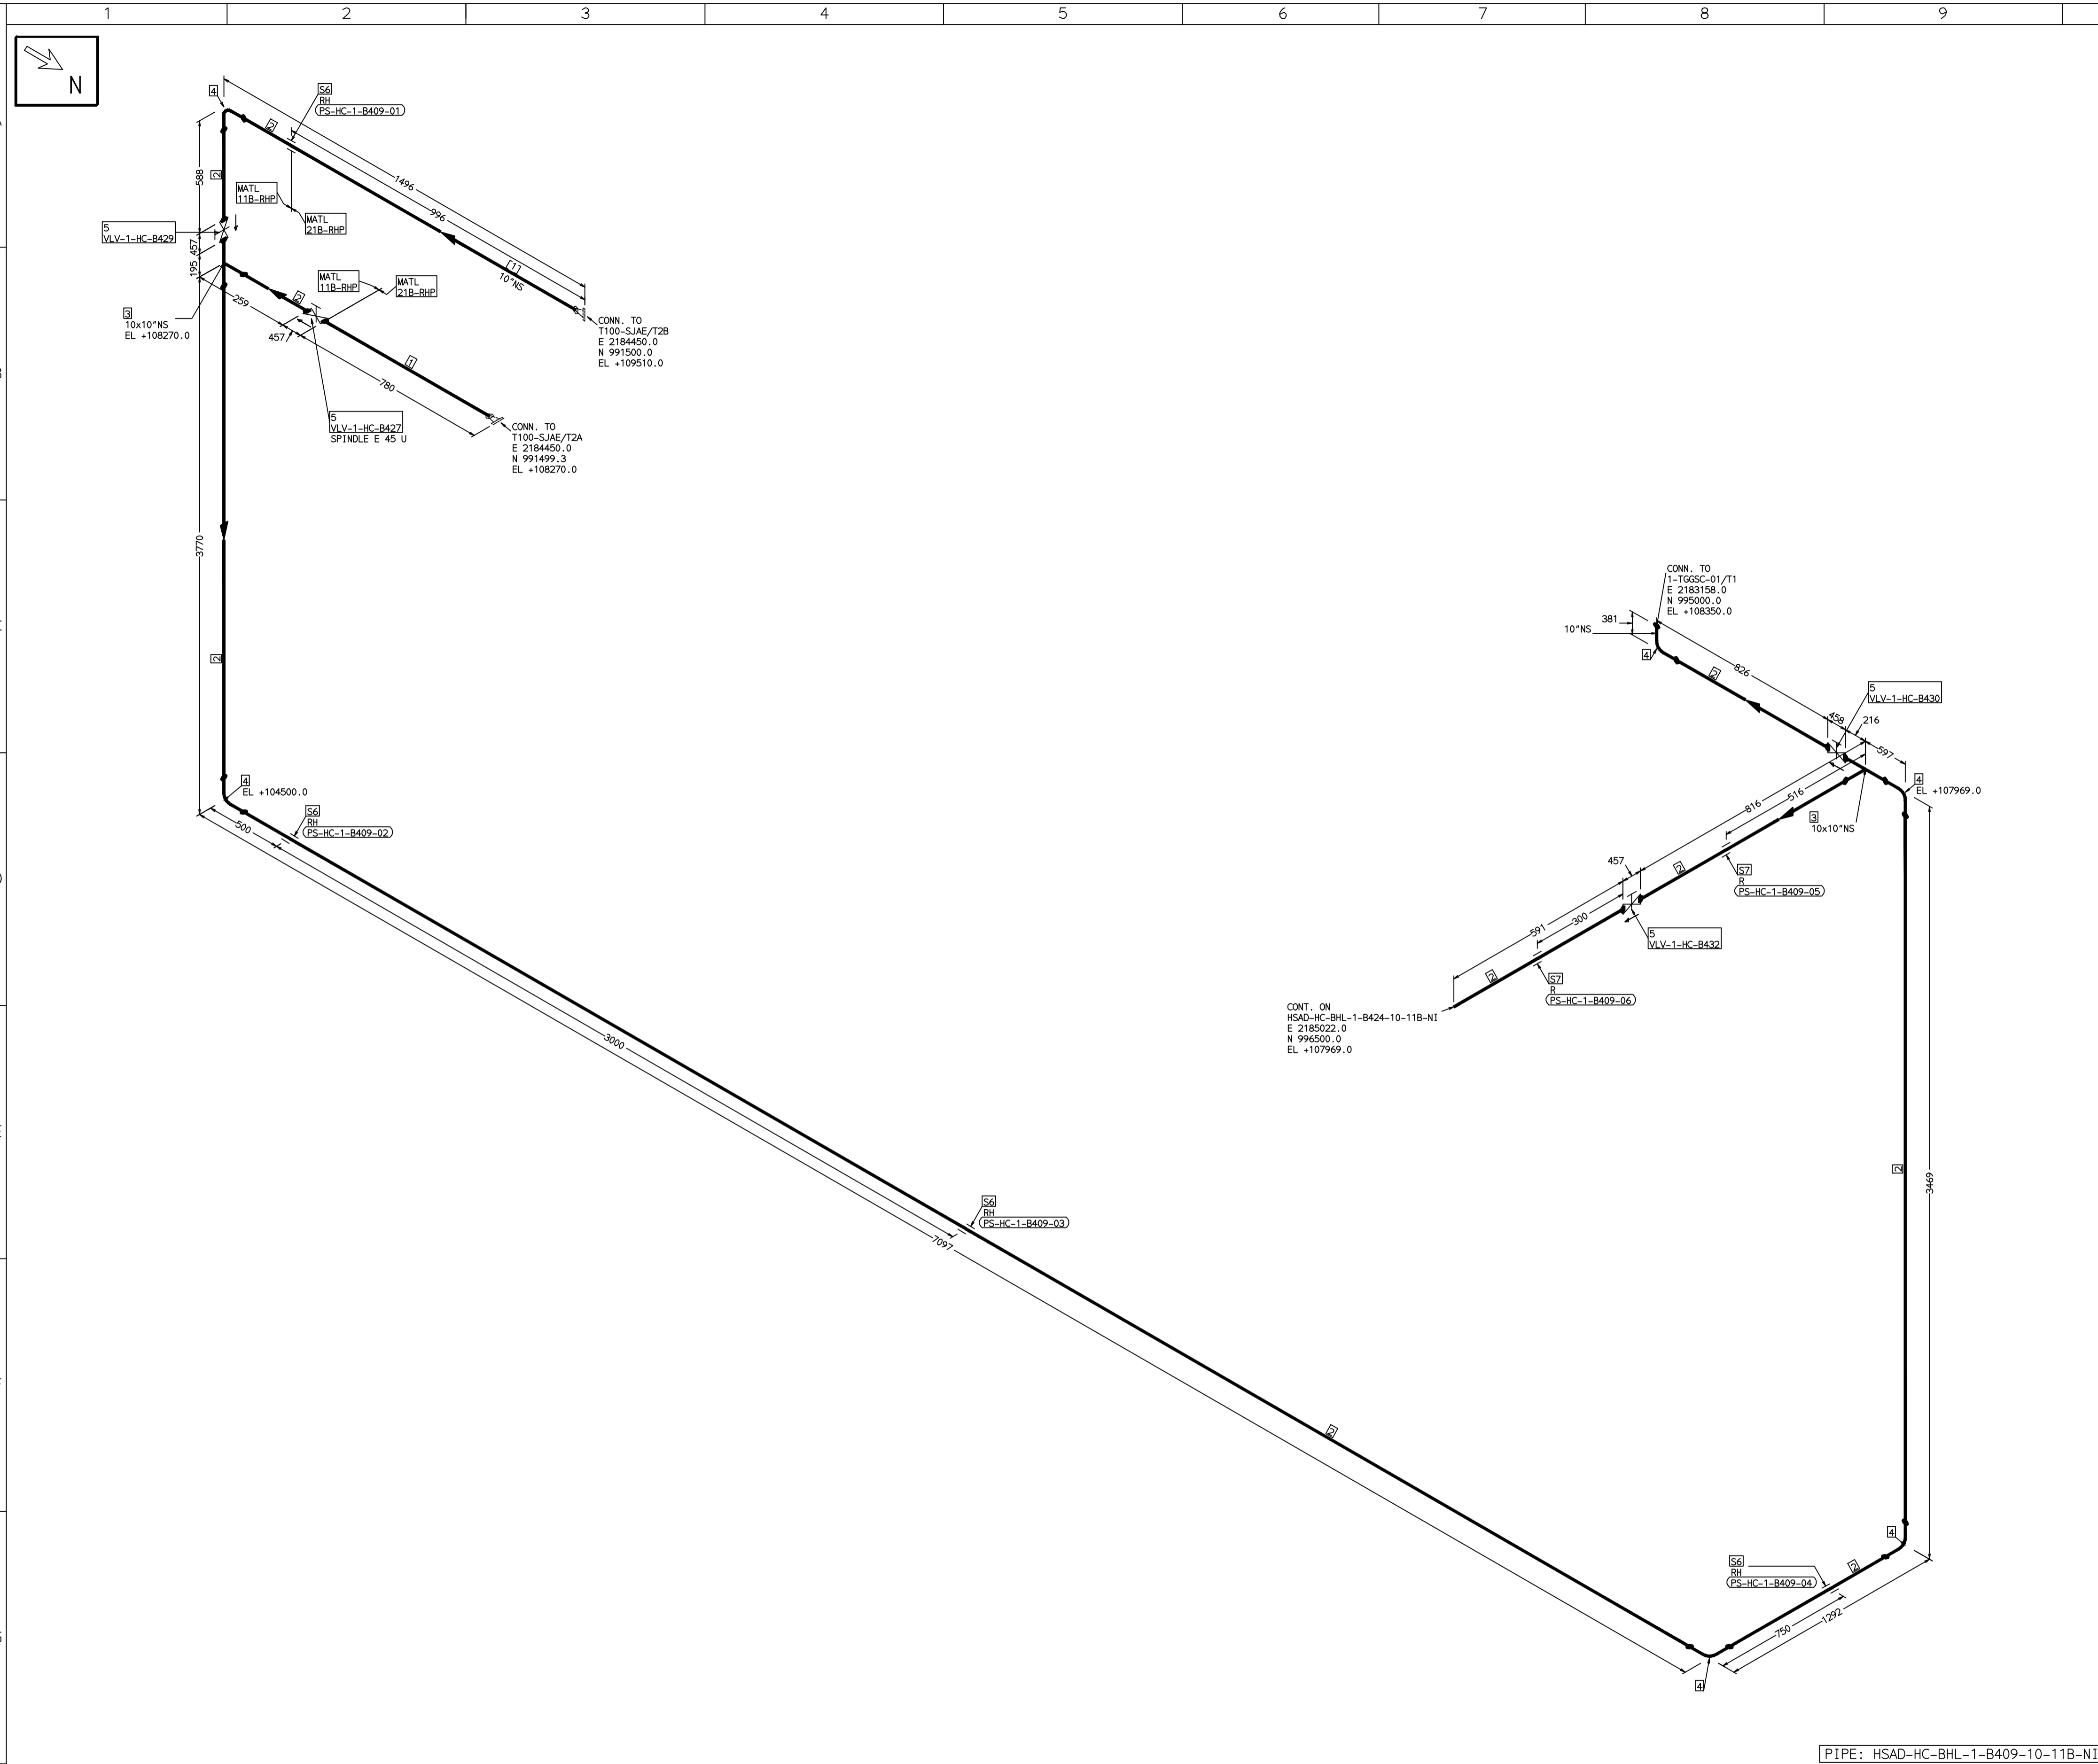 1
2
3
4
5
6
7
8
9
N
4
S6
RH
PS-HC-1-B409-01
2
1496
996
588
2
MATL
11B-RHP
MATL
21B-RHP
5
VLV-1-HC-B429
457
195
1
10"NS
MATL
11B-RHP
MATL
21B-RHP
2
259
457
3
10x10"NS
EL +108270.0
CONN. TO
T100-SJAE/T2B
E 2184450.0
N 991500.0
EL +109510.0
1
780
5
VLV-1-HC-B427
SPINDLE E 45 U
CONN. TO
T100-SJAE/T2A
E 2184450.0
N 991499.3
EL +108270.0
3770
2
CONN. TO
1-TGGSC-01/T1
E 2183158.0
N 995000.0
EL +108350.0
381
10"NS
4
2
826
5
VLV-1-HC-B430
458
216
597
4
EL +107969.0
4
EL +104500.0
S6
RH
PS-HC-1-B409-02
500
816
516
3
10x10"NS
457
2
S7
R
PS-HC-1-B409-05
591
300
5
VLV-1-HC-B432
2
S7
R
PS-HC-1-B409-06
CONT. ON
HSAD-HC-BHL-1-B424-10-11B-NI
E 2185022.0
N 996500.0
EL +107969.0
3000
2
3469
S6
RH
PS-HC-1-B409-03
7097
2
4
S6
RH
PS-HC-1-B409-04
2
750
1292
4
PIPE: HSAD-HC-BHL-1-B409-10-11B-NI